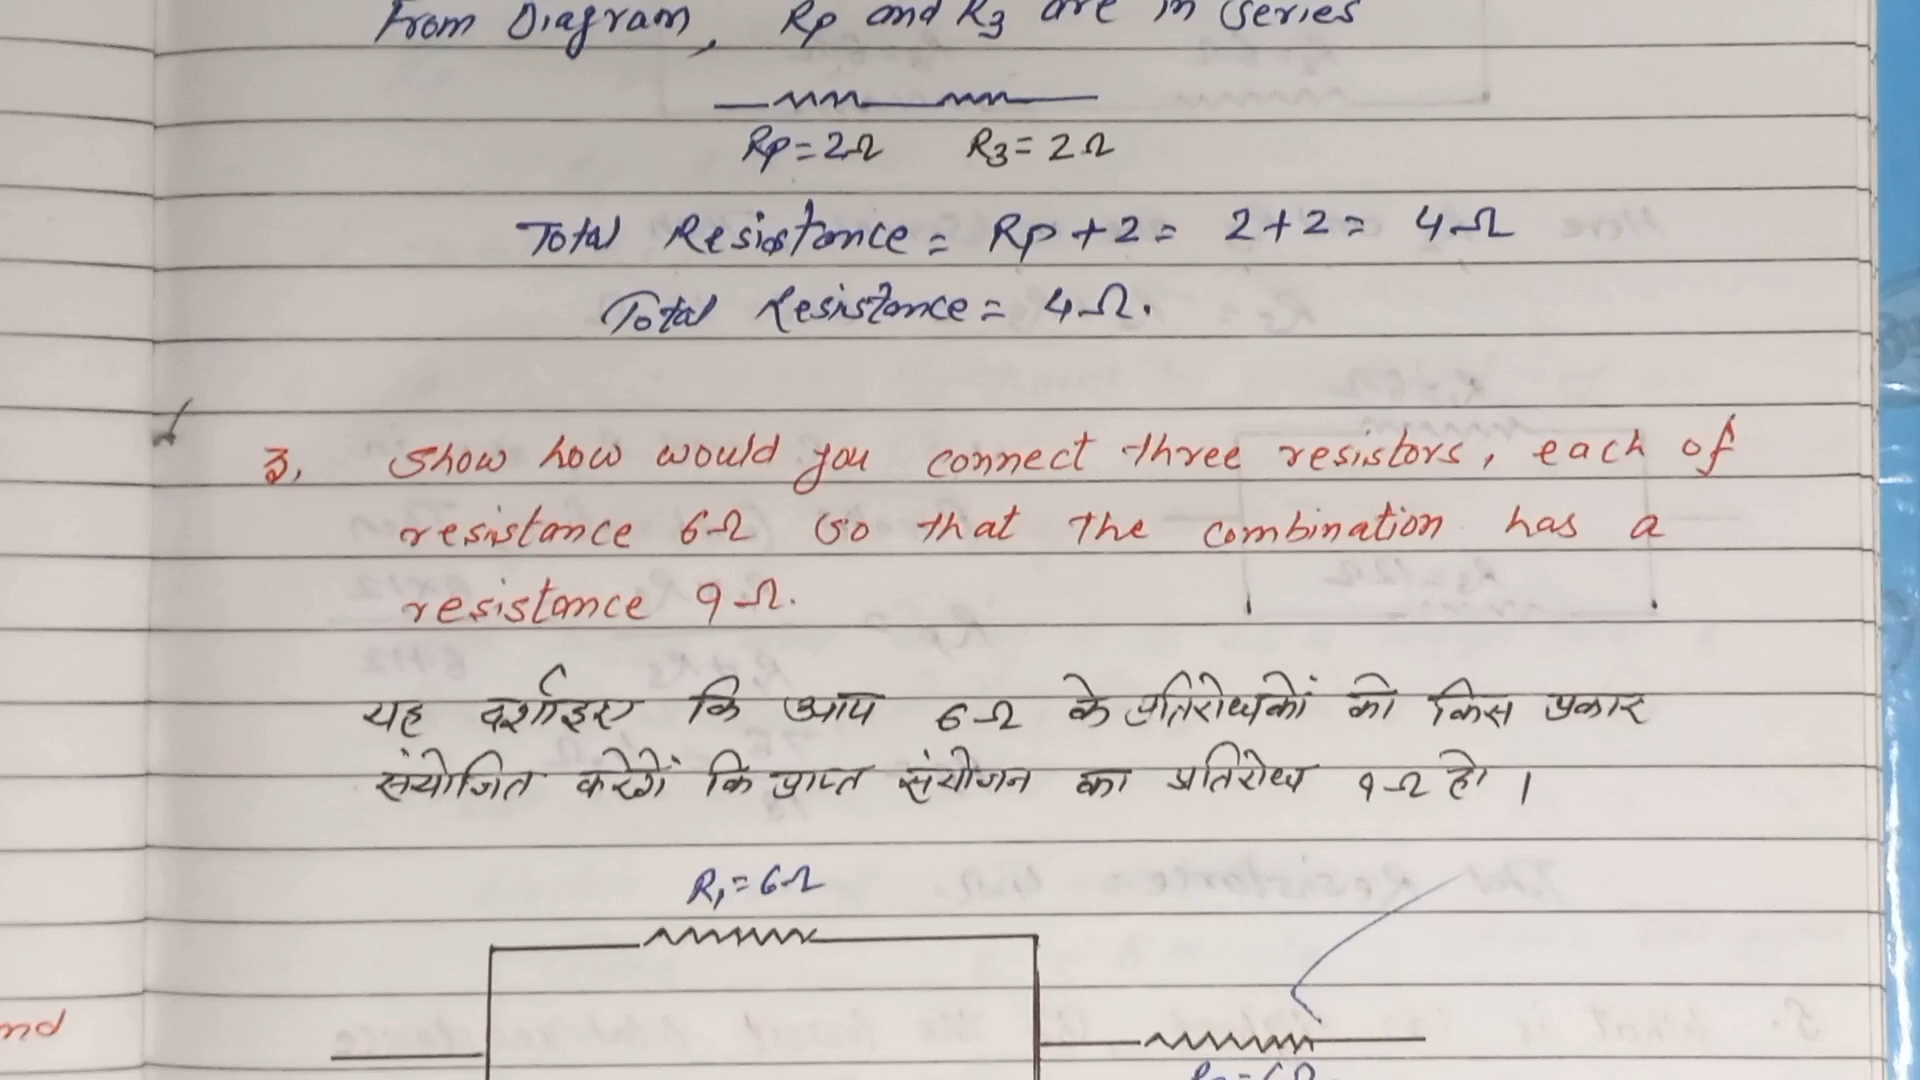 From Diagram, Rp and R3 are in series
Rp=2Ω R3=2Ω
Total Resistance = Rp+2= 2+2= 4Ω
Total Resistance = 4Ω.
3, Show how would you connect three resistors, each of
resistance 6Ω so that the combination has a
resistance 9Ω.
यह दर्शाइए कि आप 6Ω के प्रतिरोधकों को किस प्रकार
संयोजित करेगें कि प्राप्त संयोजन का प्रतिरोध 9Ω हो ।
R1=6Ω
nd